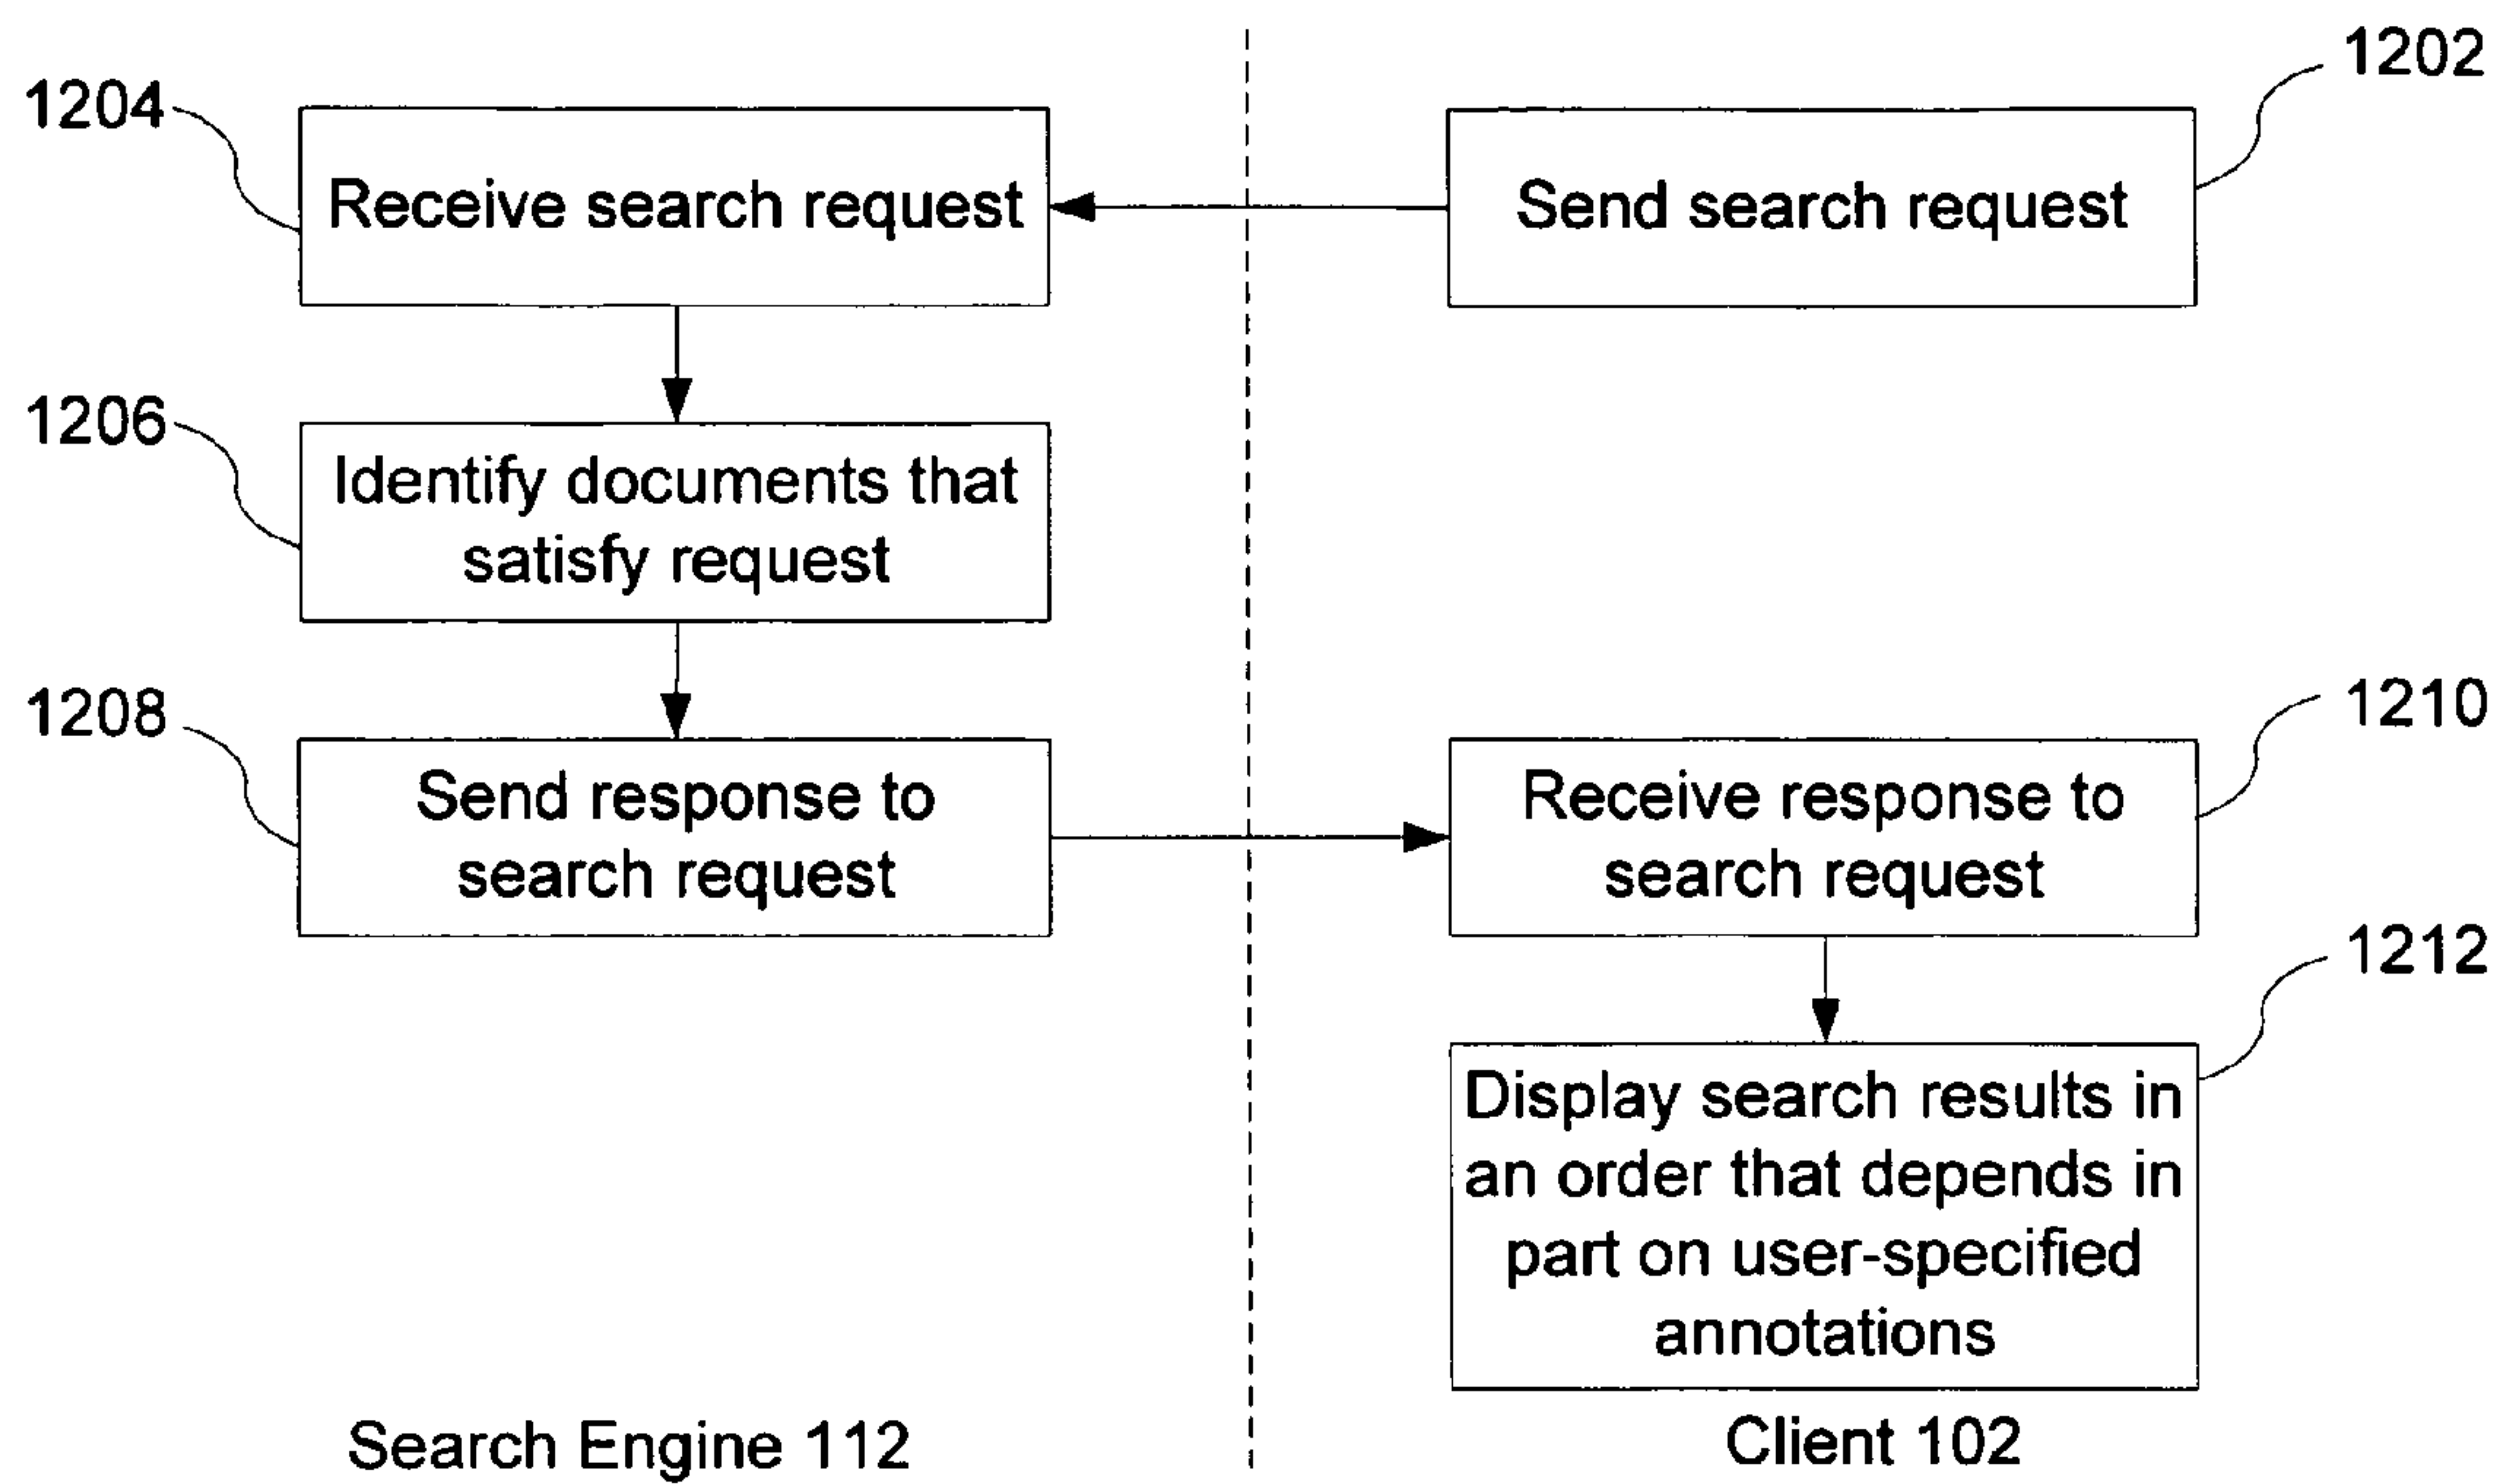 1202
1204
Receive search request
Send search request
1206
Identify documents that
satisfy request
1208
Send response to
search request
1210
Receive response to
search request
1212
Display search results in
an order that depends in
part on user-specified
annotations
Search Engine 112
Client 102